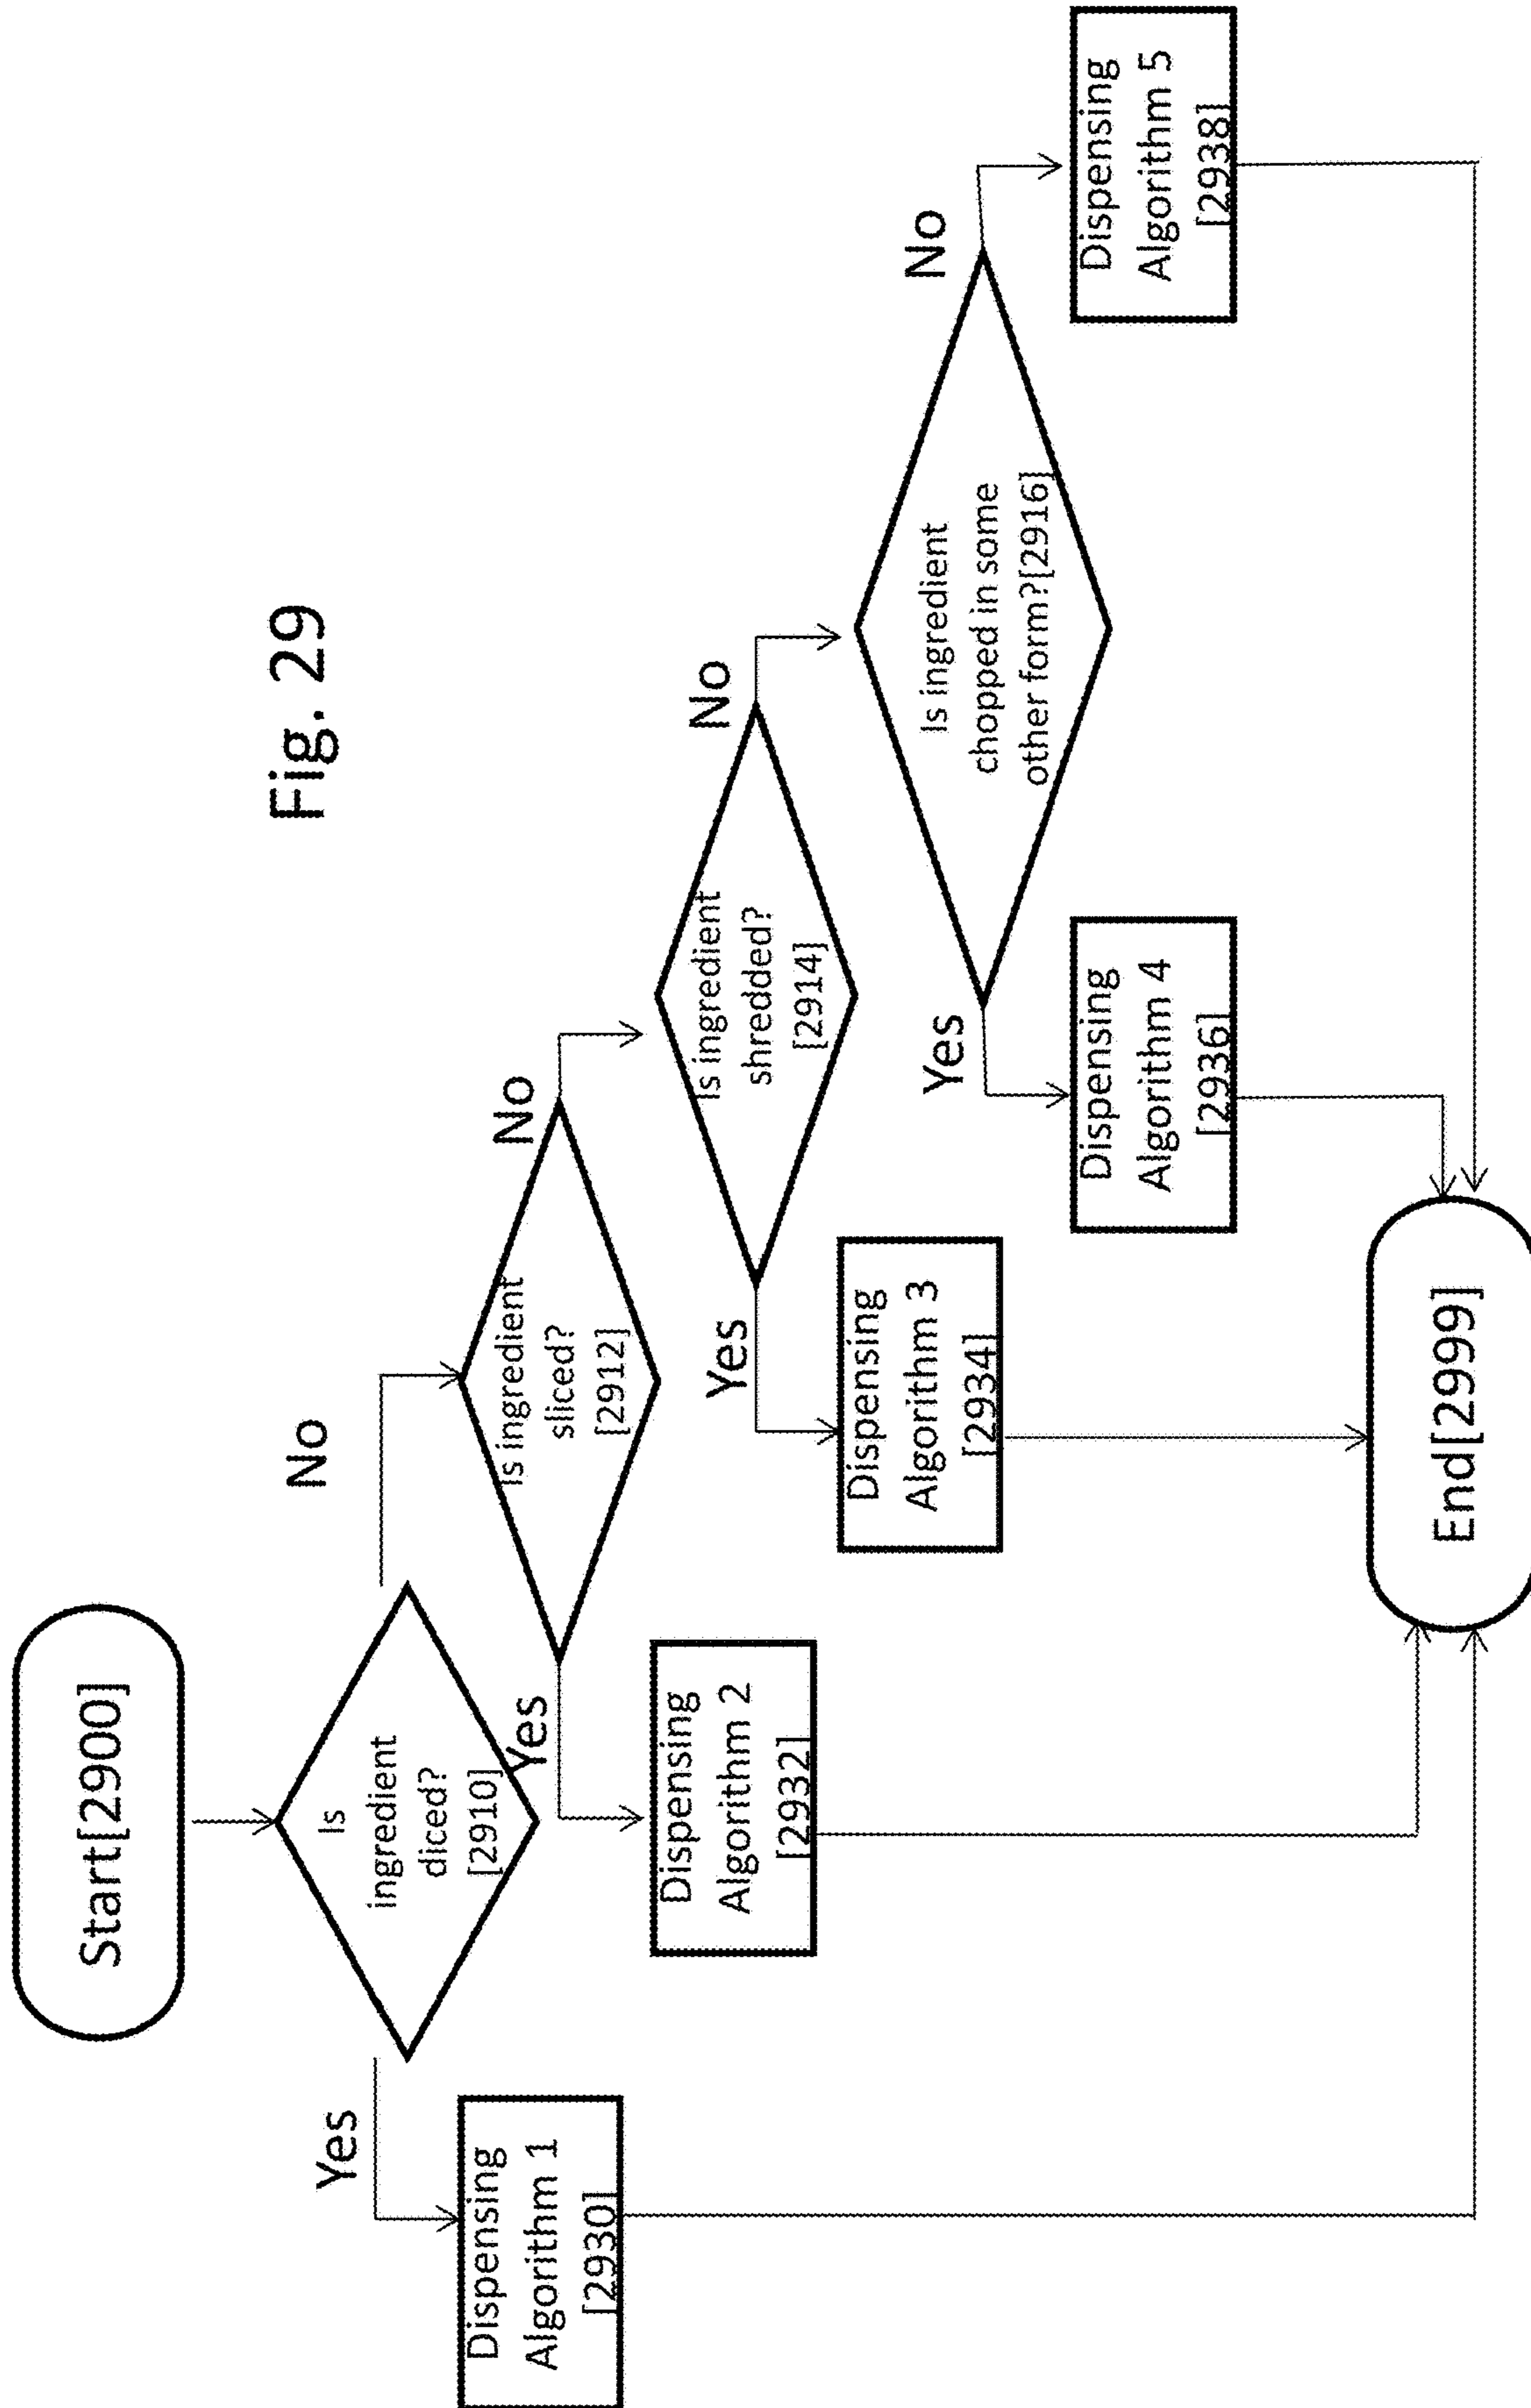 Fig. 29
Start[2900]
Is
ingredient
diced?
[2910]
Yes
No
Dispensing
Algorithm 1
[2930]
Is ingredient
sliced?
[2912]
Yes
No
Dispensing
Algorithm 2
[2932]
Is ingredient
shredded?
[2914]
Yes
No
Dispensing
Algorithm 3
[2934]
Is ingredient
chopped in some
other form?[2916]
Yes
No
Dispensing
Algorithm 4
[2936]
Dispensing
Algorithm 5
[2938]
End[2999]